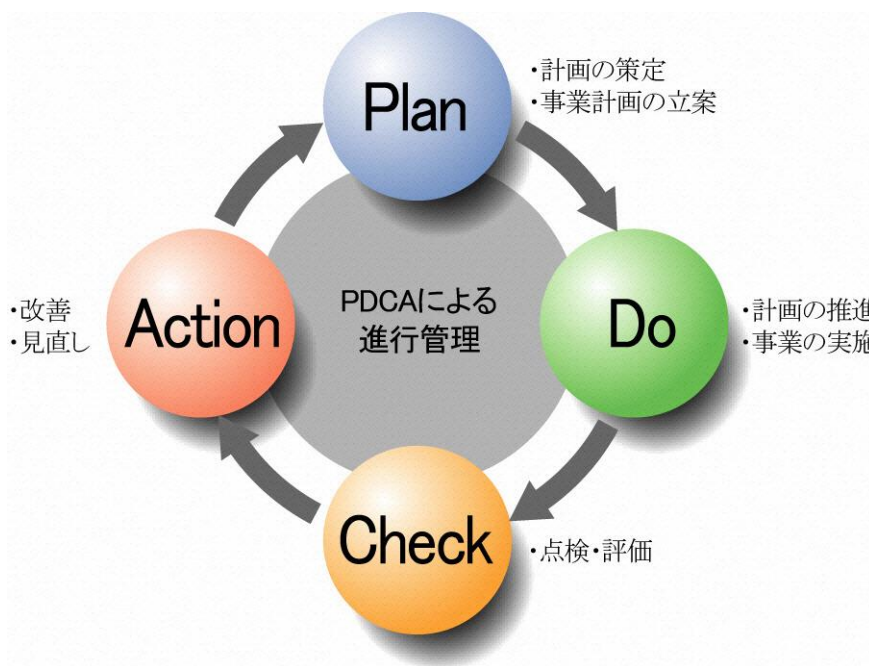 Plan
・計画の策定
・事業計画の立案
Do
・計画の推進
・事業の実施
Check
・点検・評価
Action
・改善
・見直し
PDCAによる
進行管理